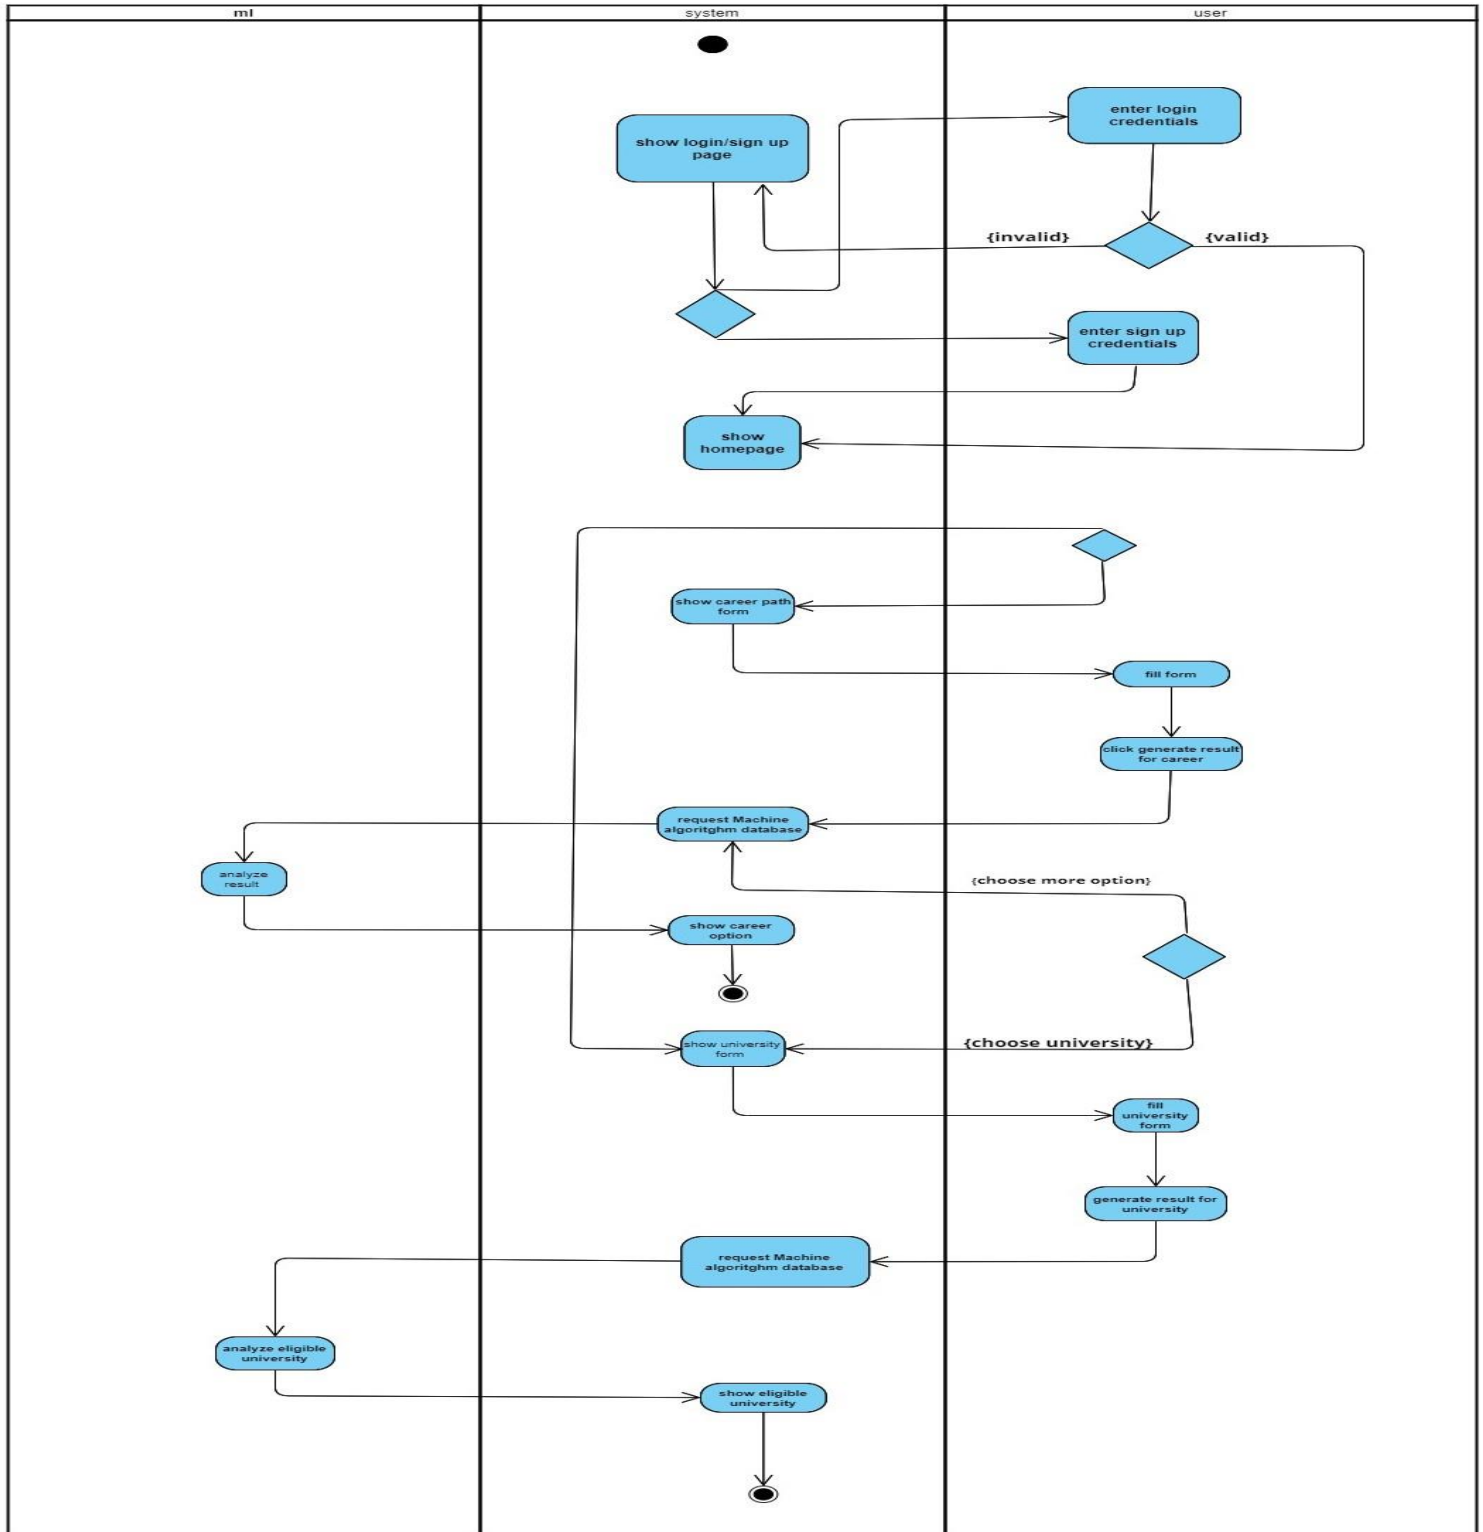 ml
system
user
enter login
credentials
show login/sign up
page
{invalid}
{valid}
enter sign up
credentials
show
homepage
show career path
form
fill form
click generate result
for career
request Machine
algoritghm database
analyze
result
{choose more option}
show career
option
show university
form
{choose university}
fill
university
form
generate result for
university
request Machine
algoritghm database
analyze eligible
university
show eligible
university